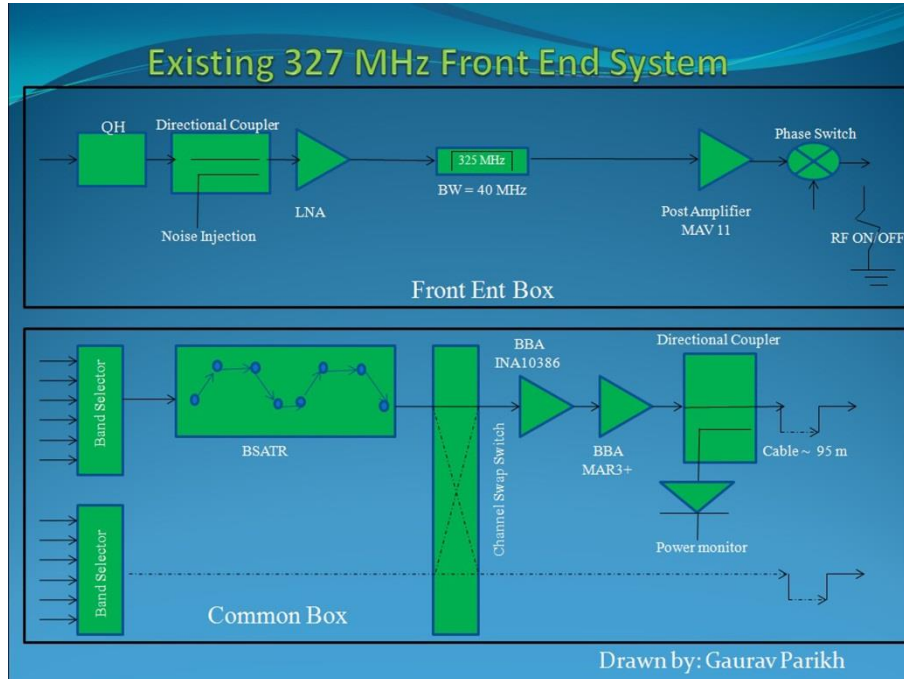 Existing 327 MHz Front End System
QH
Directional Coupler
Phase Switch
325 MHz
BW = 40 MHz
LNA
Post Amplifier
MAV 11
Noise Injection
RF ON/OFF
Front Ent Box
Band Selector
BSATR
Channel Swap Switch
BBA
INA10386
BBA
MAR3+
Directional Coupler
Cable ~ 95 m
Power monitor
Band Selector
Common Box
Drawn by: Gaurav Parikh